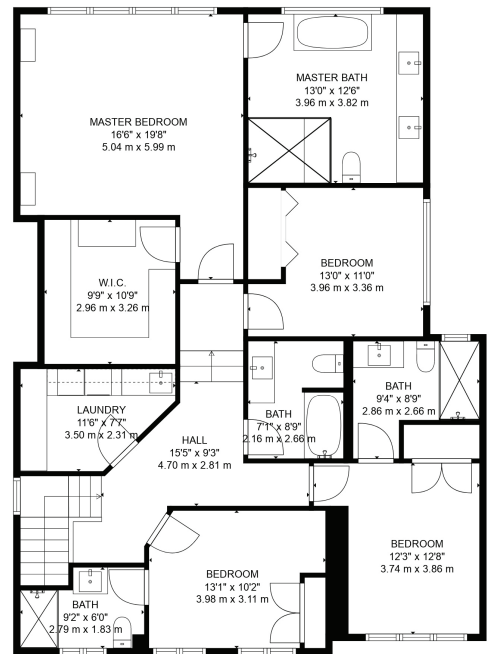 MASTER BATH
13'0" x 12'6"
3.96 m x 3.82 m
MASTER BEDROOM
16'6" x 19'8"
5.04 m x 5.99 m
BEDROOM
13'0" x 11'0"
3.96 m x 3.36 m
W.I.C.
9'9" x 10'9"
2.96 m x 3.26 m
BATH
9'4" x 8'9"
2.86 m x 2.66 m
LAUNDRY
11'6" x 7'7"
3.50 m x 2.31 m
BATH
7'1" x 8'9"
2.16 m x 2.66 m
HALL
15'5" x 9'3"
4.70 m x 2.81 m
BEDROOM
12'3" x 12'8"
3.74 m x 3.86 m
BEDROOM
13'1" x 10'2"
3.98 m x 3.11 m
BATH
9'2" x 6'0"
2.79 m x 1.83 m